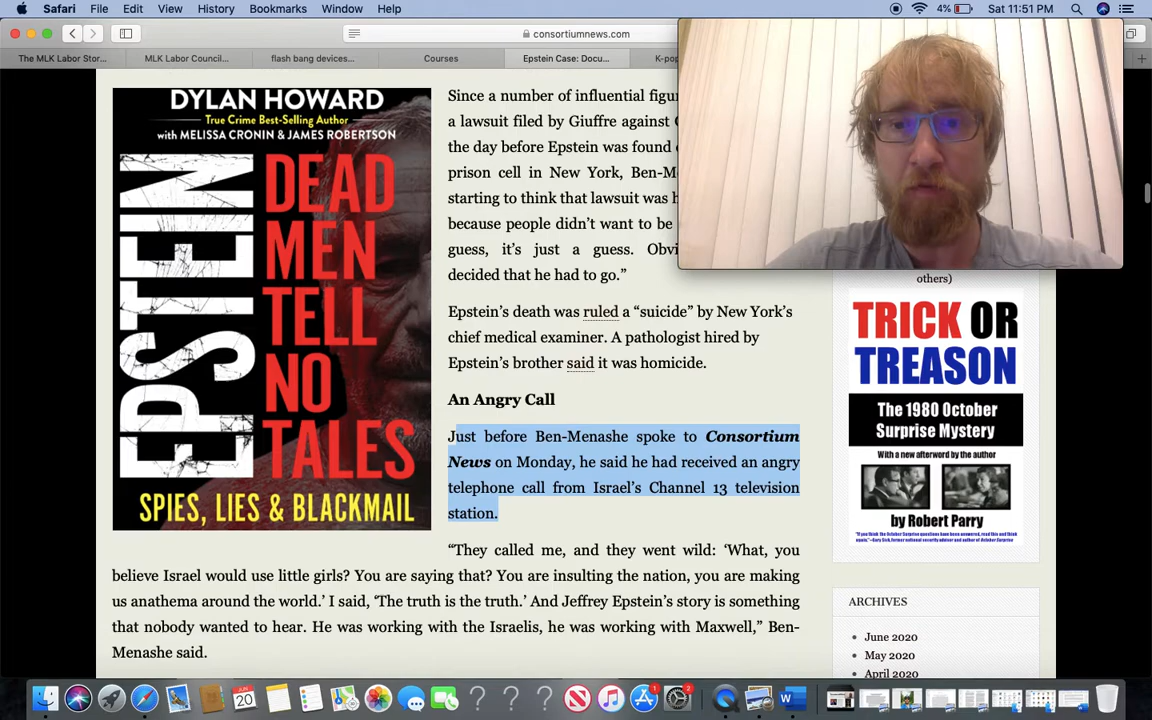 Safari File Edit View History Bookmarks Window Help 4% Sat 11:51 PM
consortiumnews.com
The MLK Labor Stor... MLK Labor Council... flash bang devices... Courses Epstein Case: Docu... K-pop
DYLAN HOWARD
True Crime Best-Selling Author
with MELISSA CRONIN & JAMES ROBERTSON
EPSTEIN
DEAD
MEN
TELL
NO
TALES
SPIES, LIES & BLACKMAIL
Since a number of influential
a lawsuit filed by Giuffre against
the day before Epstein was found
prison cell in New York,
starting to think that lawsuit was
because people didn’t want to be
guess, it’s just a guess.
decided that he had to go.”
Epstein’s death was ruled a “suicide” by New York’s
chief medical examiner. A pathologist hired by
Epstein’s brother said it was homicide.
An Angry Call
Just before Ben-Menashe spoke to Consortium
News on Monday, he said he had received an angry
telephone call from Israel’s Channel 13 television
station.
“They called me, and they went wild: ‘What, you
believe Israel would use little girls? You are saying that? You are insulting the nation, you are making
us anathema around the world.’ I said, ‘The truth is the truth.’ And Jeffrey Epstein’s story is something
that nobody wanted to hear. He was working with the Israelis, he was working with Maxwell,” Ben-
Menashe said.
others)
TRICK OR
TREASON
The 1980 October
Surprise Mystery
With a new afterword by the author
by Robert Parry
ARCHIVES
June 2020
May 2020
April 2020
JUN
20
1
2